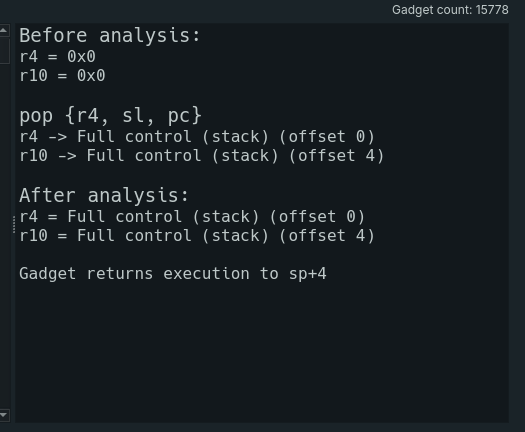 Gadget count: 15778
Before analysis:
r4 = 0x0
r10 = 0x0
pop {r4, sl, pc}
r4 -> Full control (stack) (offset 0)
r10 -> Full control (stack) (offset 4)
After analysis:
r4 = Full control (stack) (offset 0)
r10 = Full control (stack) (offset 4)
Gadget returns execution to sp+4